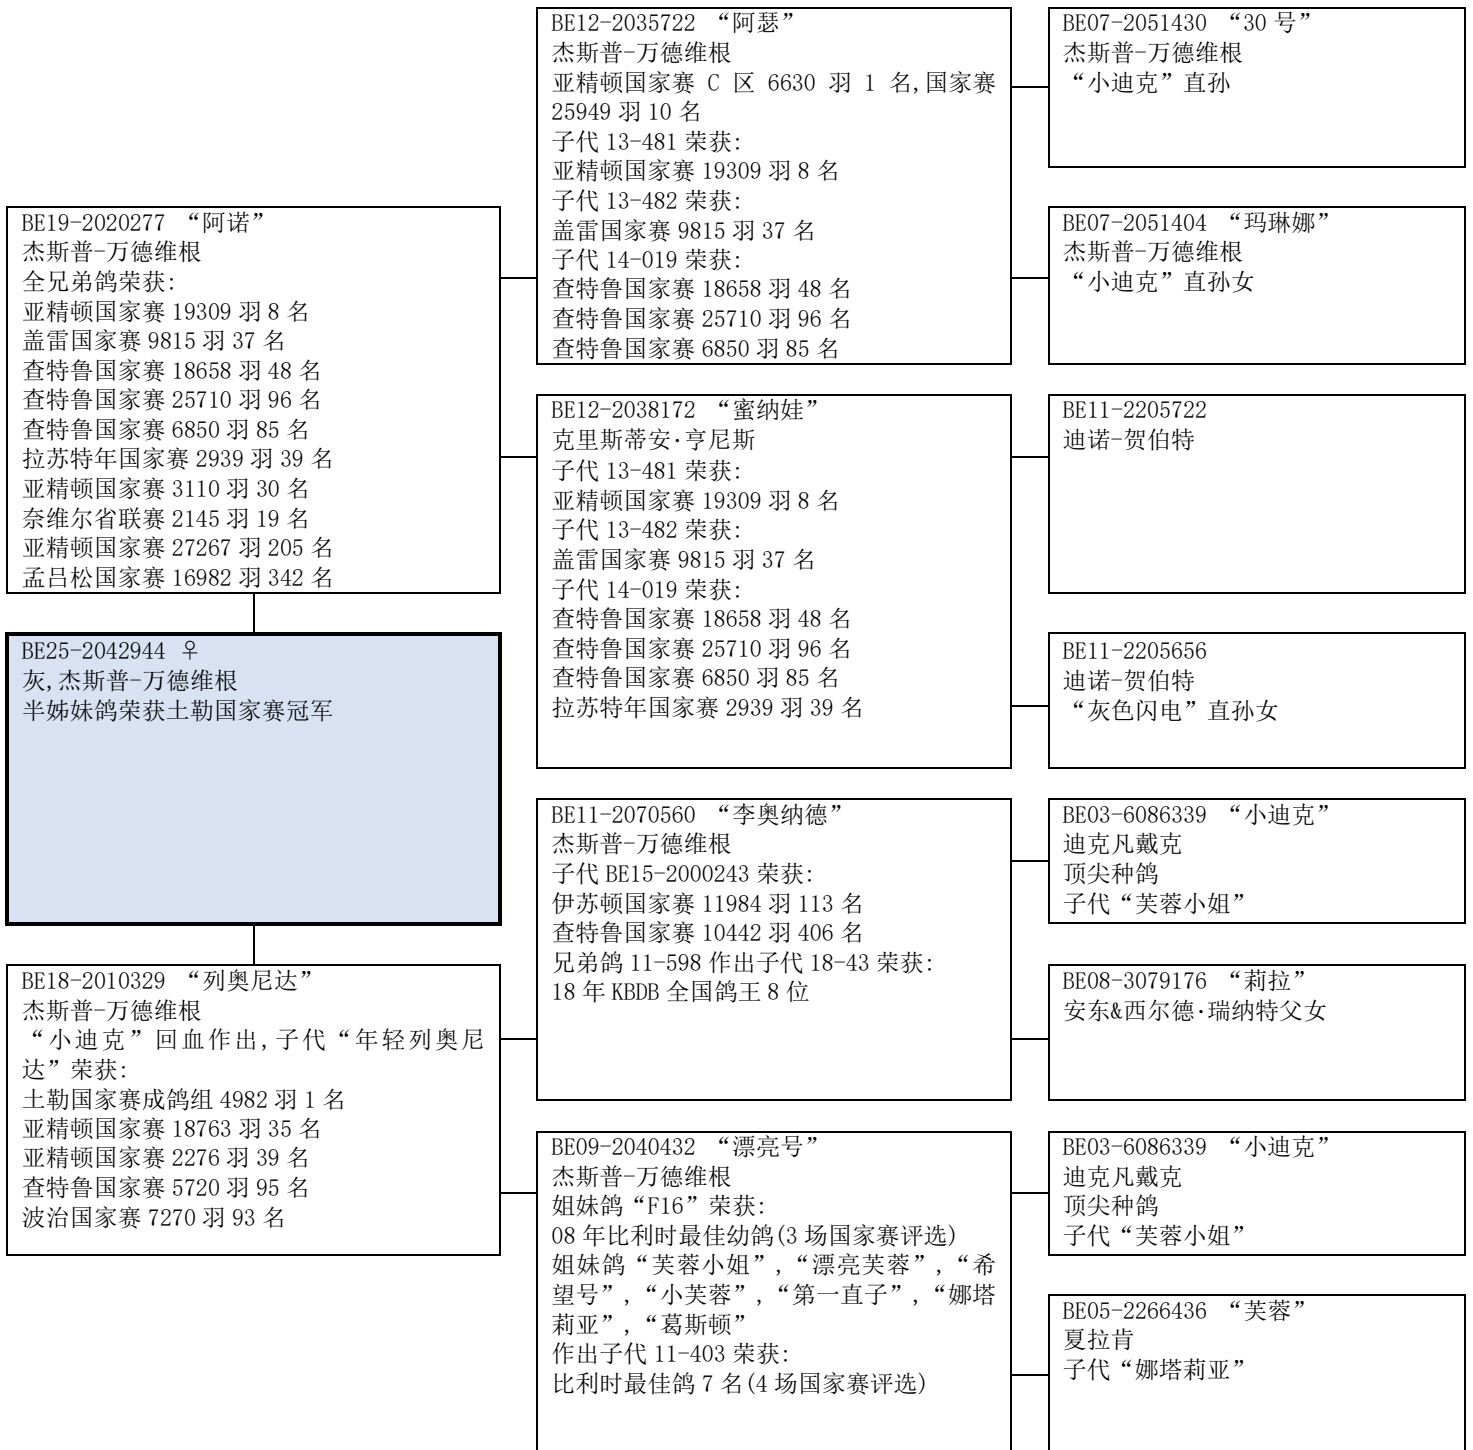 BE19-2020277 “阿诺”
杰斯普-万德维根
全兄弟鸽荣获:
亚精顿国家赛 19309 羽 8 名
盖雷国家赛 9815 羽 37 名
查特鲁国家赛 18658 羽 48 名
查特鲁国家赛 25710 羽 96 名
查特鲁国家赛 6850 羽 85 名
拉苏特年国家赛 2939 羽 39 名
亚精顿国家赛 3110 羽 30 名
奈维尔省联赛 2145 羽 19 名
亚精顿国家赛 27267 羽 205 名
孟吕松国家赛 16982 羽 342 名
BE25-2042944 ♀
灰,杰斯普-万德维根
半姊妹鸽荣获土勒国家赛冠军
BE18-2010329 “列奥尼达”
杰斯普-万德维根
“小迪克”回血作出,子代“年轻列奥尼
达”荣获:
土勒国家赛成鸽组 4982 羽 1 名
亚精顿国家赛 18763 羽 35 名
亚精顿国家赛 2276 羽 39 名
查特鲁国家赛 5720 羽 95 名
波治国家赛 7270 羽 93 名
BE12-2035722 “阿瑟”
杰斯普-万德维根
亚精顿国家赛 C 区 6630 羽 1 名,国家赛
25949 羽 10 名
子代 13-481 荣获:
亚精顿国家赛 19309 羽 8 名
子代 13-482 荣获:
盖雷国家赛 9815 羽 37 名
子代 14-019 荣获:
查特鲁国家赛 18658 羽 48 名
查特鲁国家赛 25710 羽 96 名
查特鲁国家赛 6850 羽 85 名
BE12-2038172 “蜜纳娃”
克里斯蒂安·亨尼斯
子代 13-481 荣获:
亚精顿国家赛 19309 羽 8 名
子代 13-482 荣获:
盖雷国家赛 9815 羽 37 名
子代 14-019 荣获:
查特鲁国家赛 18658 羽 48 名
查特鲁国家赛 25710 羽 96 名
查特鲁国家赛 6850 羽 85 名
拉苏特年国家赛 2939 羽 39 名
BE11-2070560 “李奥纳德”
杰斯普-万德维根
子代 BE15-2000243 荣获:
伊苏顿国家赛 11984 羽 113 名
查特鲁国家赛 10442 羽 406 名
兄弟鸽 11-598 作出子代 18-43 荣获:
18 年 KBDB 全国鸽王 8 位
BE09-2040432 “漂亮号”
杰斯普-万德维根
姐妹鸽“F16”荣获:
08 年比利时最佳幼鸽(3 场国家赛评选)
姐妹鸽“芙蓉小姐”,“漂亮芙蓉”,“希
望号”,“小芙蓉”,“第一直子”,“娜塔
莉亚”,“葛斯顿”
作出子代 11-403 荣获:
比利时最佳鸽 7 名(4 场国家赛评选)
BE07-2051430 “30 号”
杰斯普-万德维根
“小迪克”直孙
BE07-2051404 “玛琳娜”
杰斯普-万德维根
“小迪克”直孙女
BE11-2205722
迪诺-贺伯特
BE11-2205656
迪诺-贺伯特
“灰色闪电”直孙女
BE03-6086339 “小迪克”
迪克凡戴克
顶尖种鸽
子代“芙蓉小姐”
BE08-3079176 “莉拉”
安东&西尔德·瑞纳特父女
BE03-6086339 “小迪克”
迪克凡戴克
顶尖种鸽
子代“芙蓉小姐”
BE05-2266436 “芙蓉”
夏拉肯
子代“娜塔莉亚”